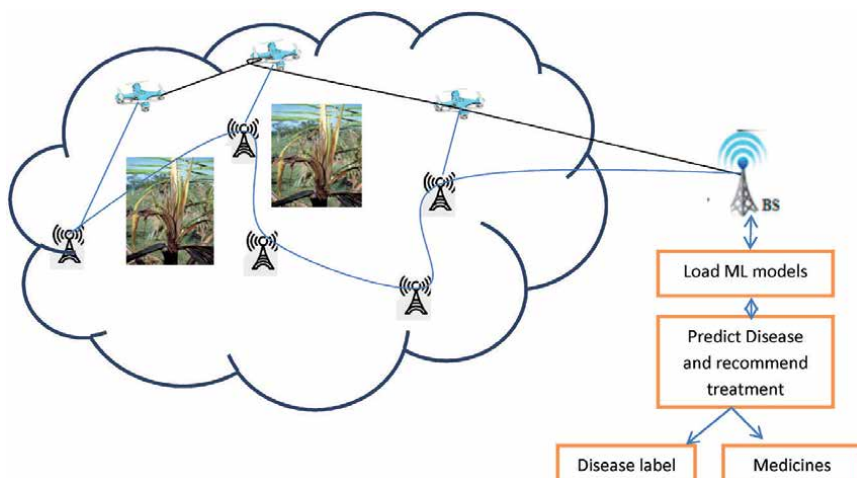 BS
Load ML models
Predict Disease
and recommend
treatment
Disease label
Medicines